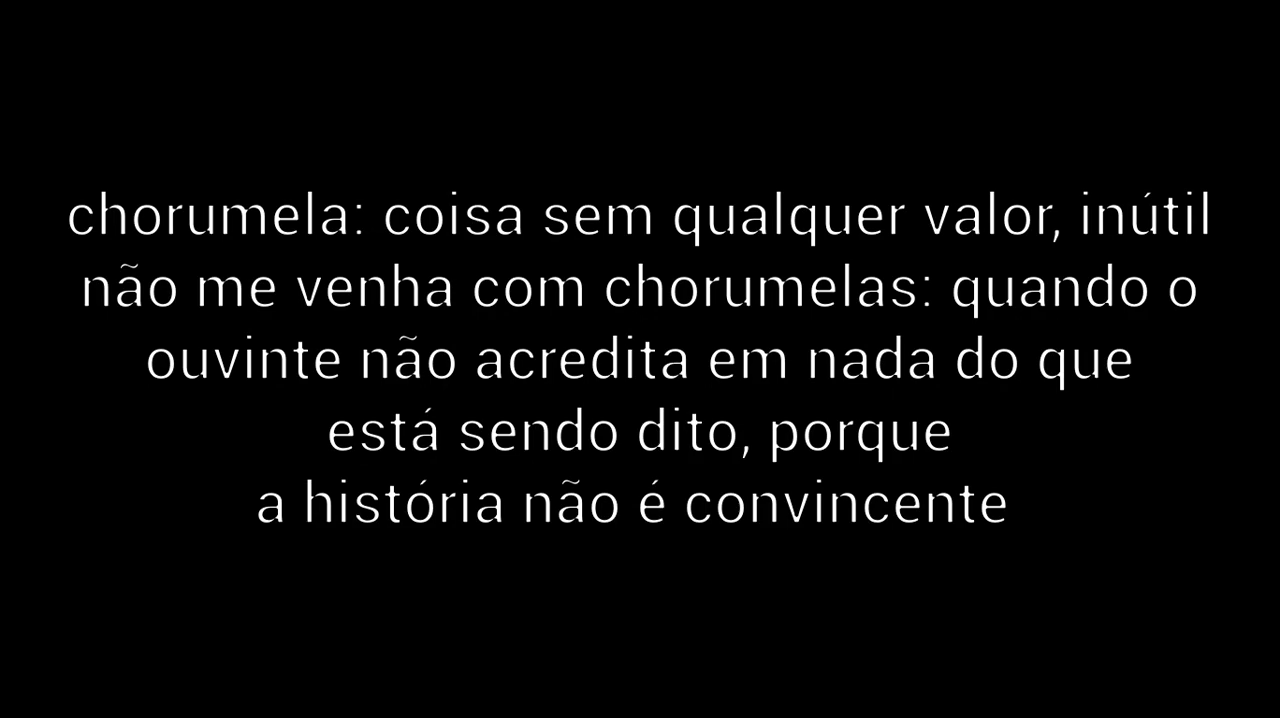 chorumela: coisa sem qualquer valor, inútil
não me venha com chorumelas: quando o
ouvinte não acredita em nada do que
está sendo dito, porque
a história não é convincente